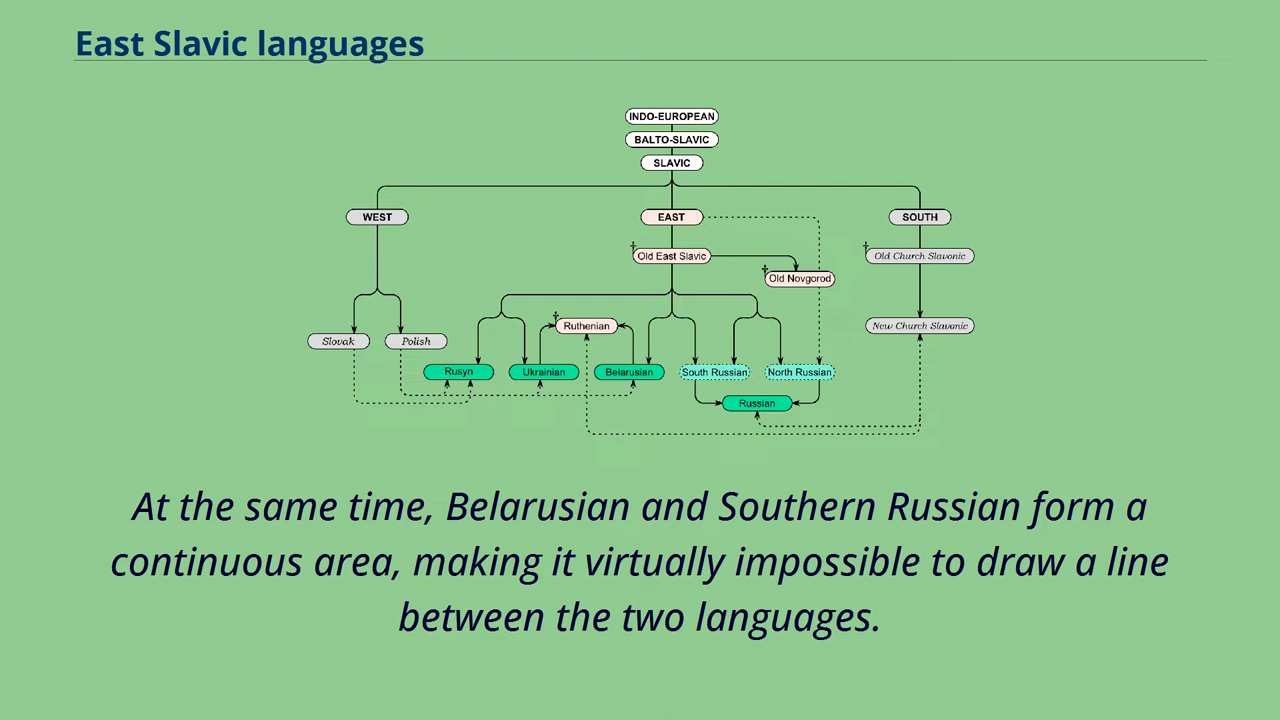 East Slavic languages
INDO-EUROPEAN
BALTO-SLAVIC
SLAVIC
WEST
EAST
SOUTH
† Old East Slavic
† Old Church Slavonic
† Old Novgorod
† Ruthenian
New Church Slavonic
Slovak
Polish
Rusyn
Ukrainian
Belarusian
South Russian
North Russian
Russian
At the same time, Belarusian and Southern Russian form a
continuous area, making it virtually impossible to draw a line
between the two languages.